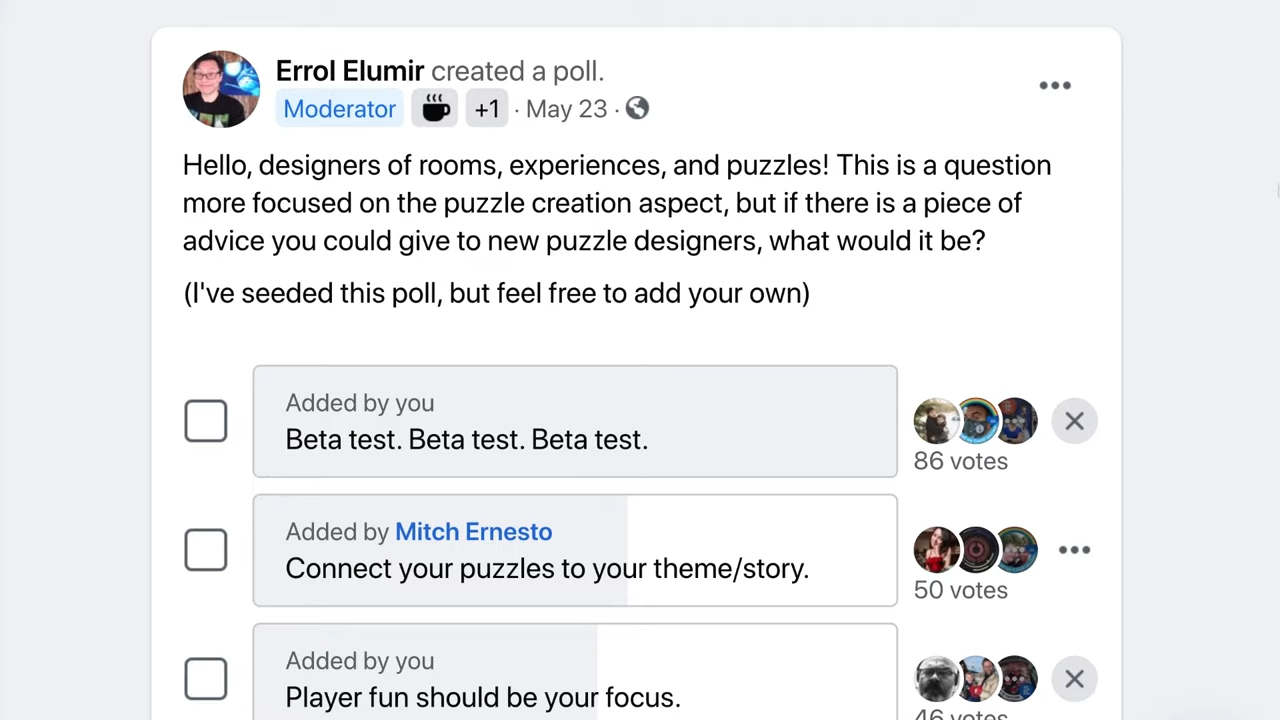 Errol Elumir created a poll.
Moderator +1 · May 23 ·
Hello, designers of rooms, experiences, and puzzles! This is a question
more focused on the puzzle creation aspect, but if there is a piece of
advice you could give to new puzzle designers, what would it be?
(I've seeded this poll, but feel free to add your own)
Added by you
Beta test. Beta test. Beta test.
86 votes
Added by Mitch Ernesto
Connect your puzzles to your theme/story.
50 votes
Added by you
Player fun should be your focus.
46 votes